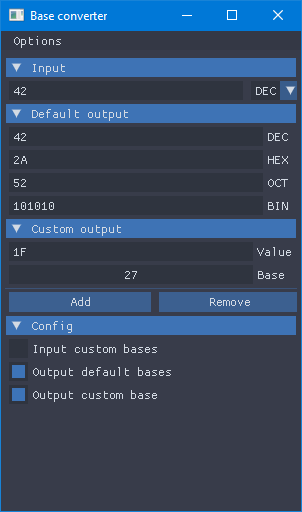 Base converter
Options
Input
42 DEC
Default output
42 DEC
2A HEX
52 OCT
101010 BIN
Custom output
1F Value
27 Base
Add Remove
Config
Input custom bases
Output default bases
Output custom base